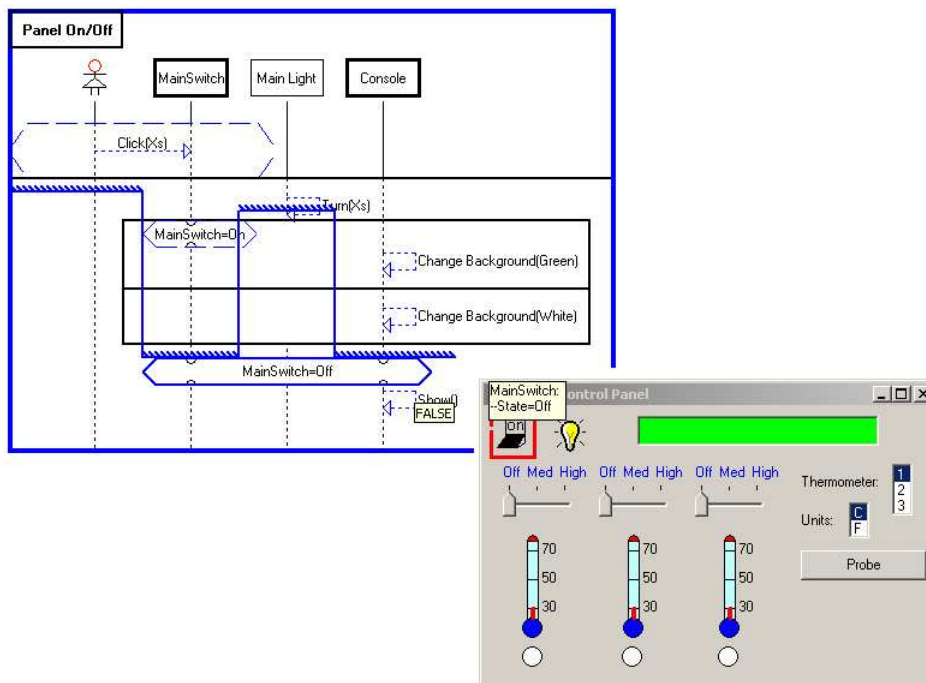 Panel On/Off
MainSwitch
Main Light
Console
Click(Xs)
Turn(Xs)
MainSwitch=On
Change Background(Green)
Change Background(White)
MainSwitch=Off
Show()
FALSE
MainSwitch:
--State=Off
ontrol Panel
on
Off Med High
Off Med High
Off Med High
Thermometer:
1
2
3
Units:
C
F
Probe
70
50
30
70
50
30
70
50
30